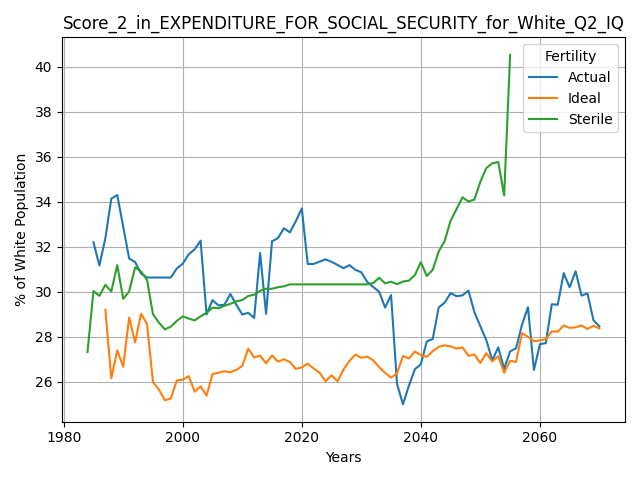 Score_2_in_EXPENDITURE_FOR_SOCIAL_SECURITY_for_White_Q2_IQ
Fertility
Actual
Ideal
Sterile
% of White Population
40
38
36
34
32
30
28
26
1980
2000
2020
2040
2060
Years